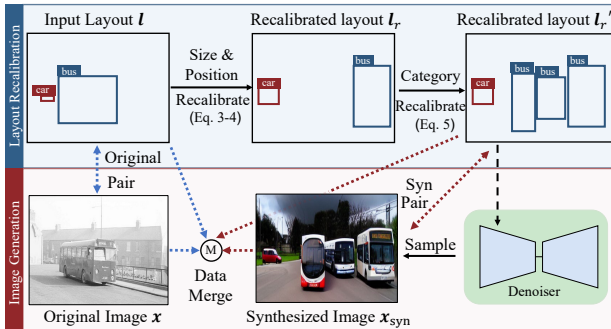 Input Layout l
Recalibrated layout l_r
Recalibrated layout l_r′
Layout Recalibration
car
bus
Size &
Position
Recalibrate
(Eq. 3-4)
car
bus
Category
Recalibrate
(Eq. 5)
car
bus
bus
bus
Original
Pair
Image Generation
M
Data
Merge
Syn
Pair
Sample
Denoiser
Original Image x
Synthesized Image x_syn